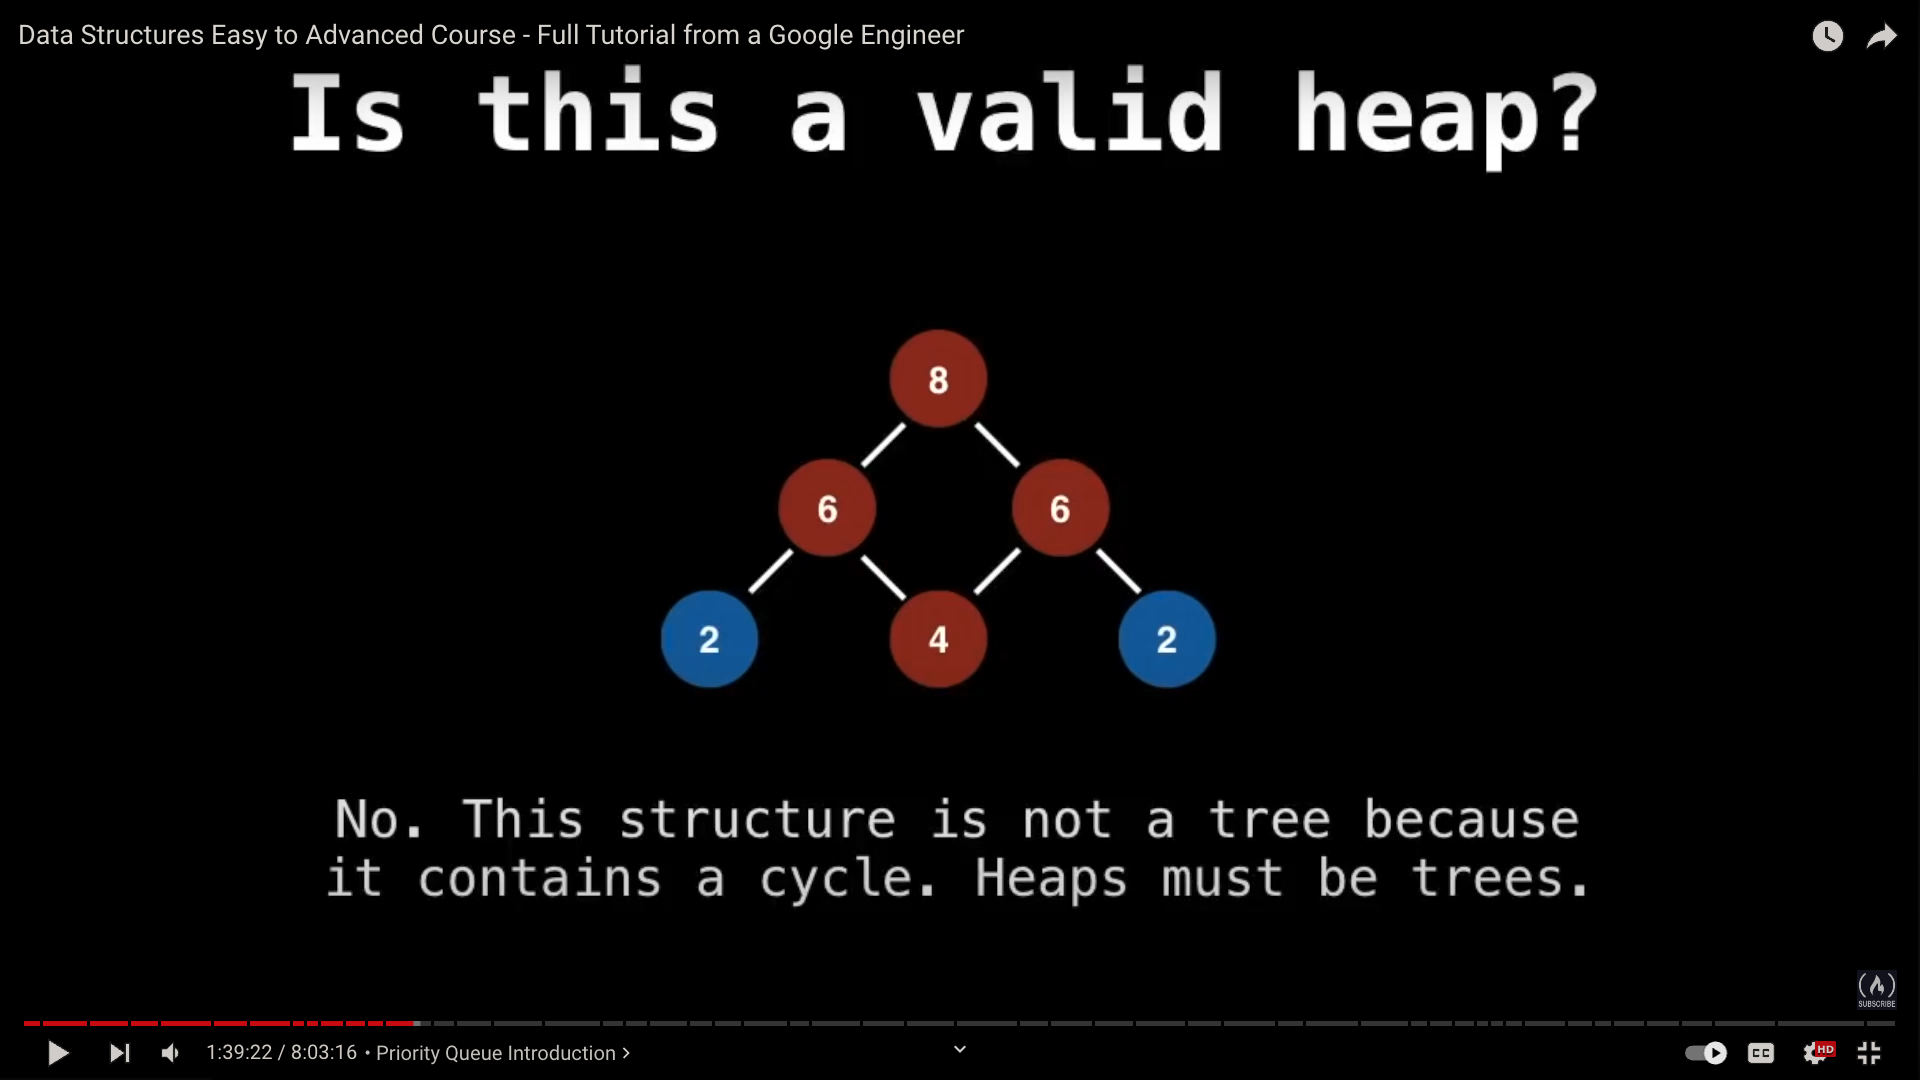 Data Structures Easy to Advanced Course - Full Tutorial from a Google Engineer
Is this a valid heap?
8
6 6
2 4 2
No. This structure is not a tree because
it contains a cycle. Heaps must be trees.
SUBSCRIBE
1:39:22 / 8:03:16 • Priority Queue Introduction >
CC HD